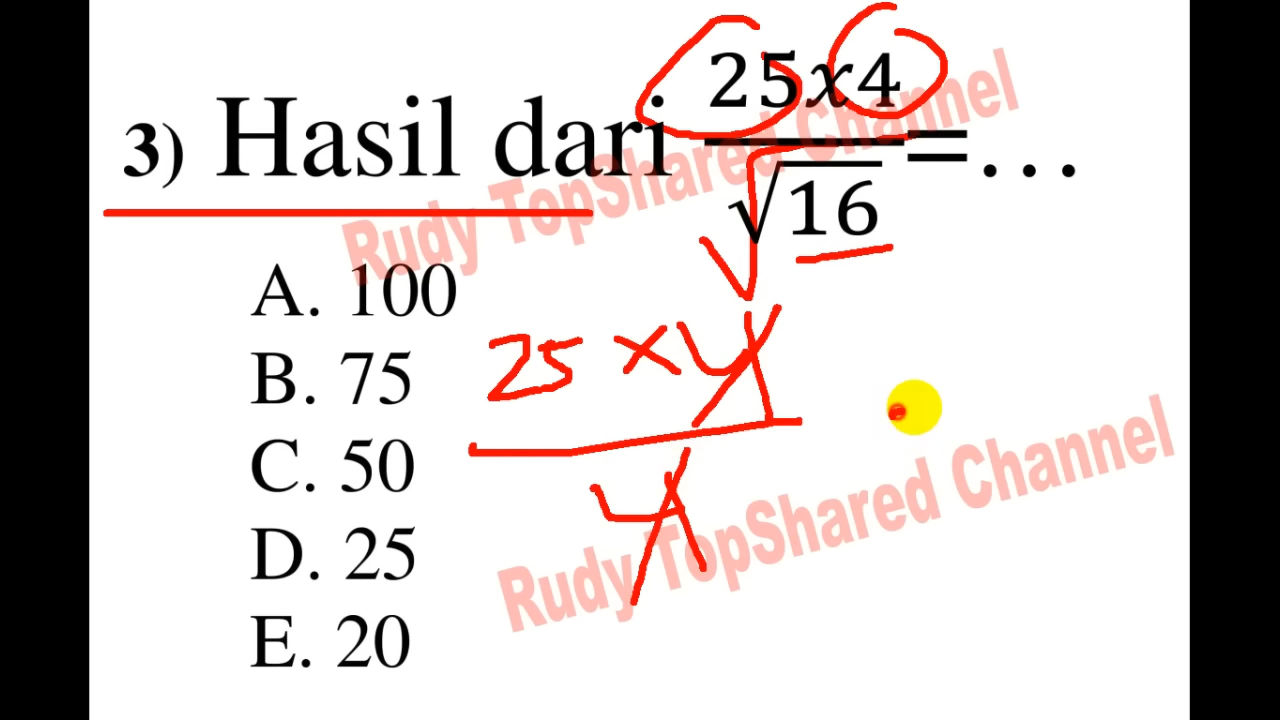 3) Hasil dari 25x4 / √16 = …
A. 100
B. 75
C. 50
D. 25
E. 20
25 x 4
4
Rudy TopShared Channel
Rudy TopShared Channel